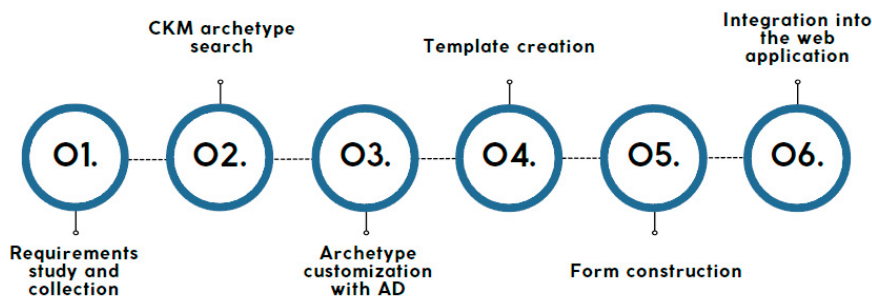 CKM archetype
search
Template creation
Integration into
the web
application
01.
02.
03.
04.
05.
06.
Requirements
study and
collection
Archetype
customization
with AD
Form construction